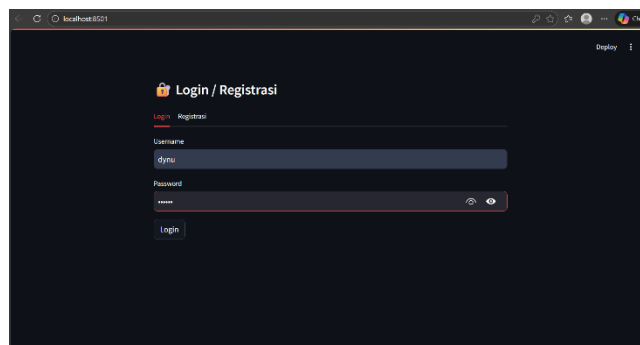 localhost:8501
Deploy
Login / Registrasi
Login Registrasi
Username
dynu
Password
••••••
Login